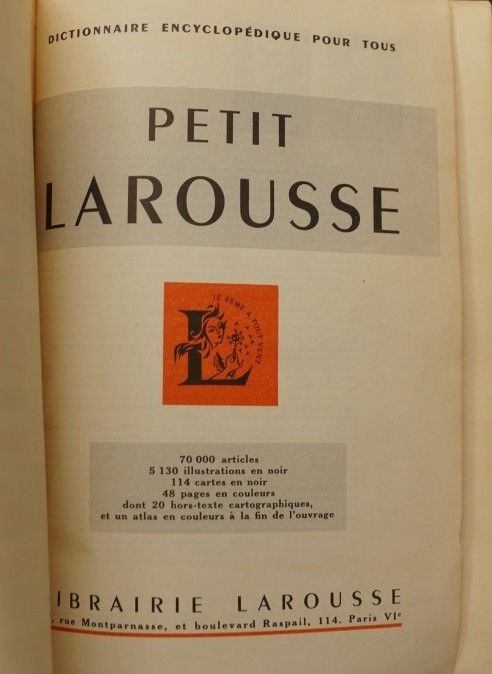 DICTIONNAIRE ENCYCLOPÉDIQUE POUR TOUS
PETIT
LAROUSSE
JE SÈME À TOUT VENT
L
70 000 articles
5 130 illustrations en noir
114 cartes en noir
48 pages en couleurs
dont 20 hors-texte cartographiques,
et un atlas en couleurs à la fin de l'ouvrage
IBRAIRIE LAROUSSE
, rue Montparnasse, et boulevard Raspail, 114. Paris VIe